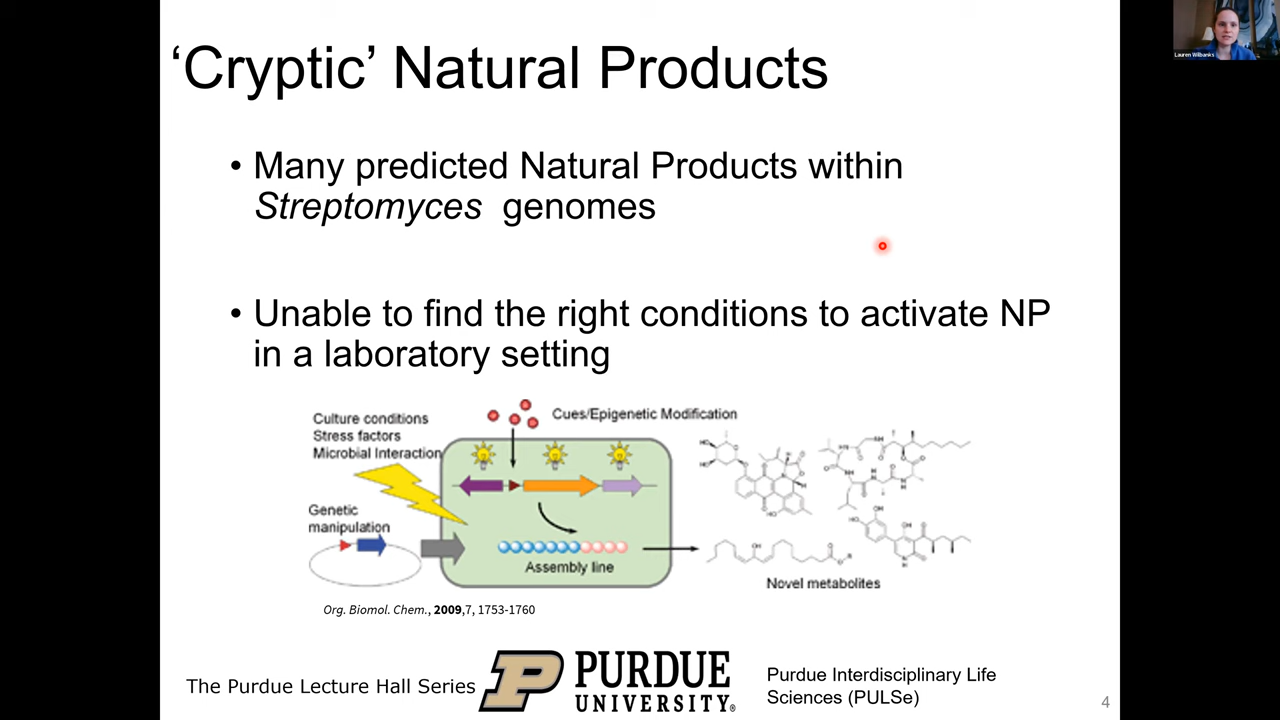 'Cryptic' Natural Products
Lauren Wilbanks
• Many predicted Natural Products within
Streptomyces genomes
• Unable to find the right conditions to activate NP
in a laboratory setting
Culture conditions
Stress factors
Microbial Interaction
Cues/Epigenetic Modification
Genetic
manipulation
Assembly line
Novel metabolites
Org. Biomol. Chem., 2009,7, 1753-1760
The Purdue Lecture Hall Series
P
PURDUE
UNIVERSITY®
Purdue Interdisciplinary Life
Sciences (PULSe)
4